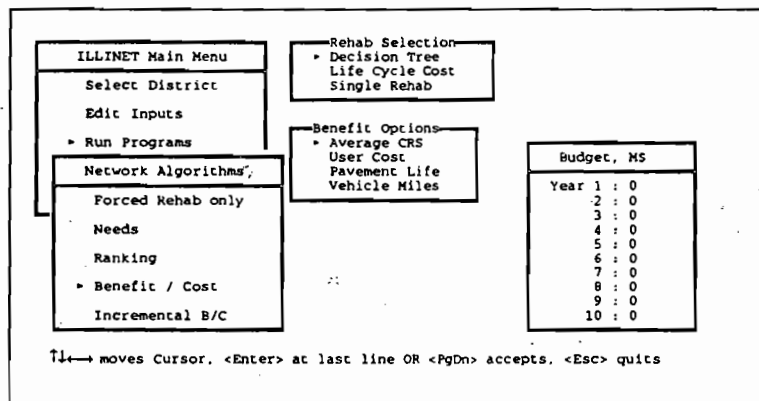 ILLINET Main Menu
Select District
Edit Inputs
▸ Run Programs
Network Algorithms
Forced Rehab only
Needs
Ranking
▸ Benefit / Cost
Incremental B/C
Rehab Selection
▸ Decision Tree
Life Cycle Cost
Single Rehab
Benefit Options
▸ Average CRS
User Cost
Pavement Life
Vehicle Miles
Budget, M$
Year 1 : 0
2 : 0
3 : 0
4 : 0
5 : 0
6 : 0
7 : 0
8 : 0
9 : 0
10 : 0
↑↓←→ moves Cursor, <Enter> at last line OR <PgDn> accepts, <Esc> quits